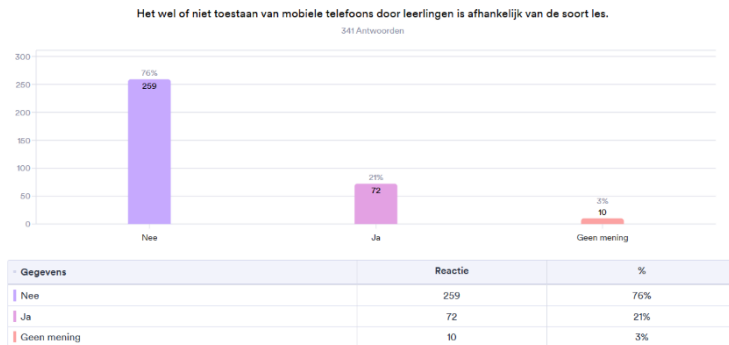 Het wel of niet toestaan van mobiele telefoons door leerlingen is afhankelijk van de soort les.
341 Antwoorden
300
250
200
150
100
50
0
76%
259
21%
72
3%
10
Nee Ja Geen mening
Gegevens Reactie %
Nee 259 76%
Ja 72 21%
Geen mening 10 3%